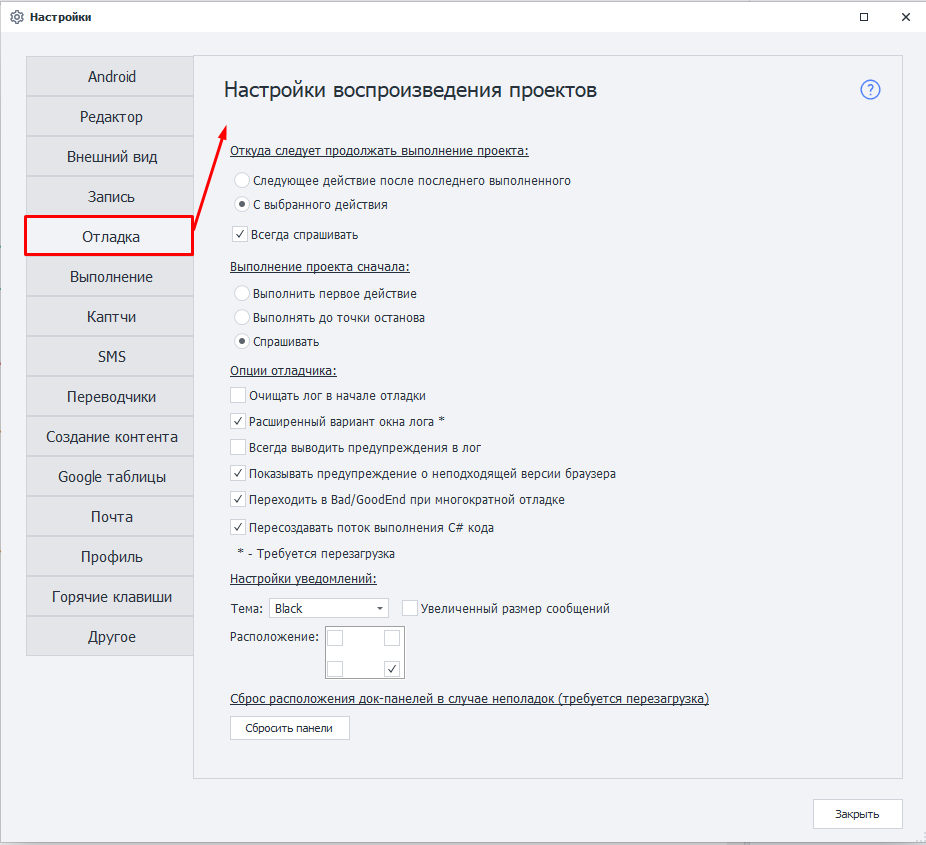 Настройки
Android
Редактор
Внешний вид
Запись
Отладка
Выполнение
Каптчи
SMS
Переводчики
Создание контента
Google таблицы
Почта
Профиль
Горячие клавиши
Другое
Настройки воспроизведения проектов
?
Откуда следует продолжать выполнение проекта:
Следующее действие после последнего выполненного
С выбранного действия
Всегда спрашивать
Выполнение проекта сначала:
Выполнить первое действие
Выполнять до точки останова
Спрашивать
Опции отладчика:
Очищать лог в начале отладки
Расширенный вариант окна лога *
Всегда выводить предупреждения в лог
Показывать предупреждение о неподходящей версии браузера
Переходить в Bad/GoodEnd при многократной отладке
Пересоздавать поток выполнения C# кода
* - Требуется перезагрузка
Настройки уведомлений:
Тема: Black Увеличенный размер сообщений
Расположение:
Сброс расположения док-панелей в случае неполадок (требуется перезагрузка)
Сбросить панели
Закрыть